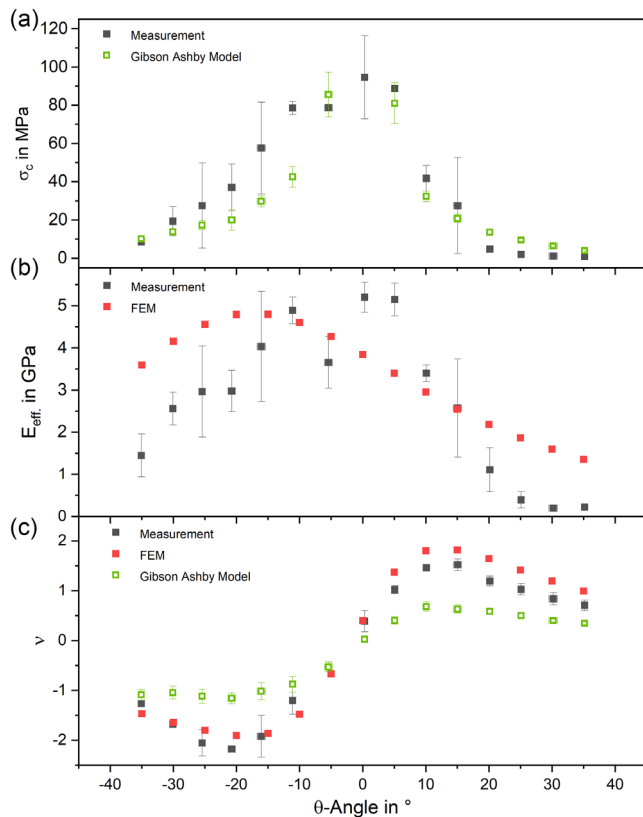 (a)
Measurement
Gibson Ashby Model
σc in MPa
120
100
80
60
40
20
0
(b)
Measurement
FEM
Eeff. in GPa
5
4
3
2
1
0
(c)
Measurement
FEM
Gibson Ashby Model
ν
2
1
0
-1
-2
-40 -30 -20 -10 0 10 20 30 40
θ-Angle in °